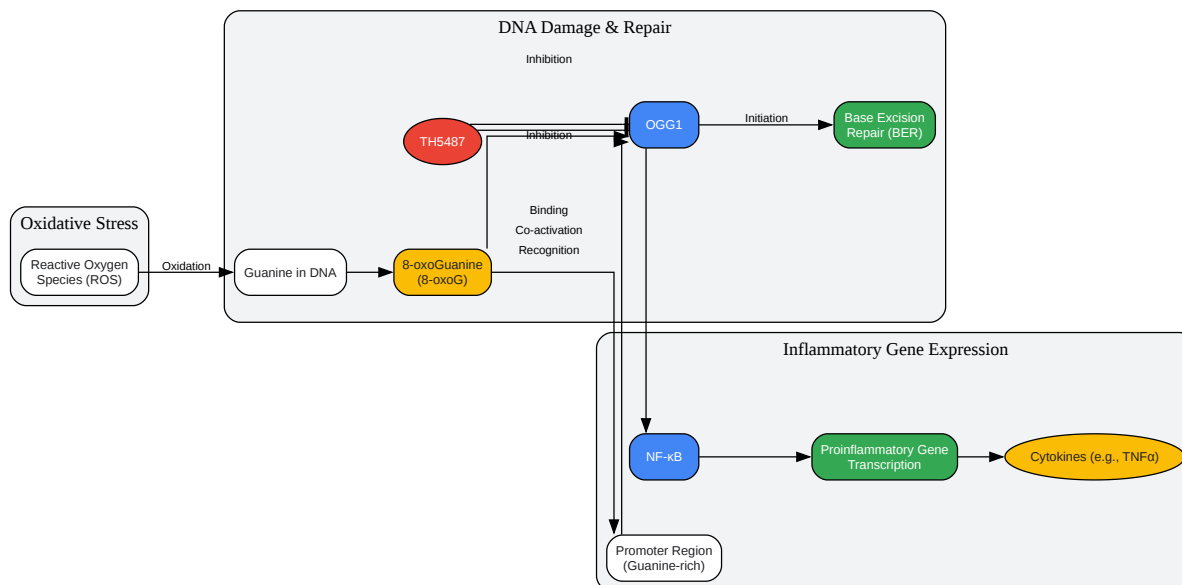 DNA Damage & Repair
Inhibition
TH5487
Inhibition
OGG1
Initiation
Base Excision
Repair (BER)
Oxidative Stress
Reactive Oxygen
Species (ROS)
Oxidation
Guanine in DNA
8-oxoGuanine
(8-oxoG)
Binding
Co-activation
Recognition
Inflammatory Gene Expression
NF-κB
Proinflammatory Gene
Transcription
Cytokines (e.g., TNFα)
Promoter Region
(Guanine-rich)